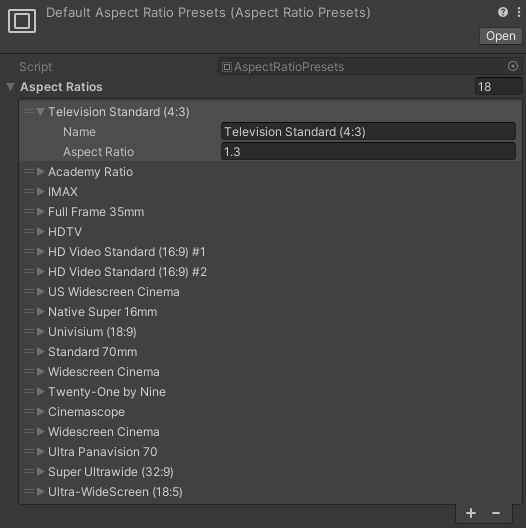 Default Aspect Ratio Presets (Aspect Ratio Presets)
Open
Script AspectRatioPresets
Aspect Ratios 18
Television Standard (4:3)
Name Television Standard (4:3)
Aspect Ratio 1.3
Academy Ratio
IMAX
Full Frame 35mm
HDTV
HD Video Standard (16:9) #1
HD Video Standard (16:9) #2
US Widescreen Cinema
Native Super 16mm
Univisium (18:9)
Standard 70mm
Widescreen Cinema
Twenty-One by Nine
Cinemascope
Widescreen Cinema
Ultra Panavision 70
Super Ultrawide (32:9)
Ultra-WideScreen (18:5)